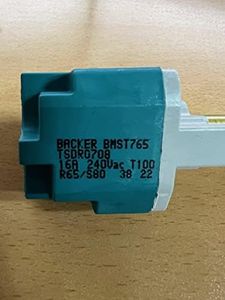 BACKER BMST765
TSDR0708
16A 240Vac T100
R65/S80 38 22